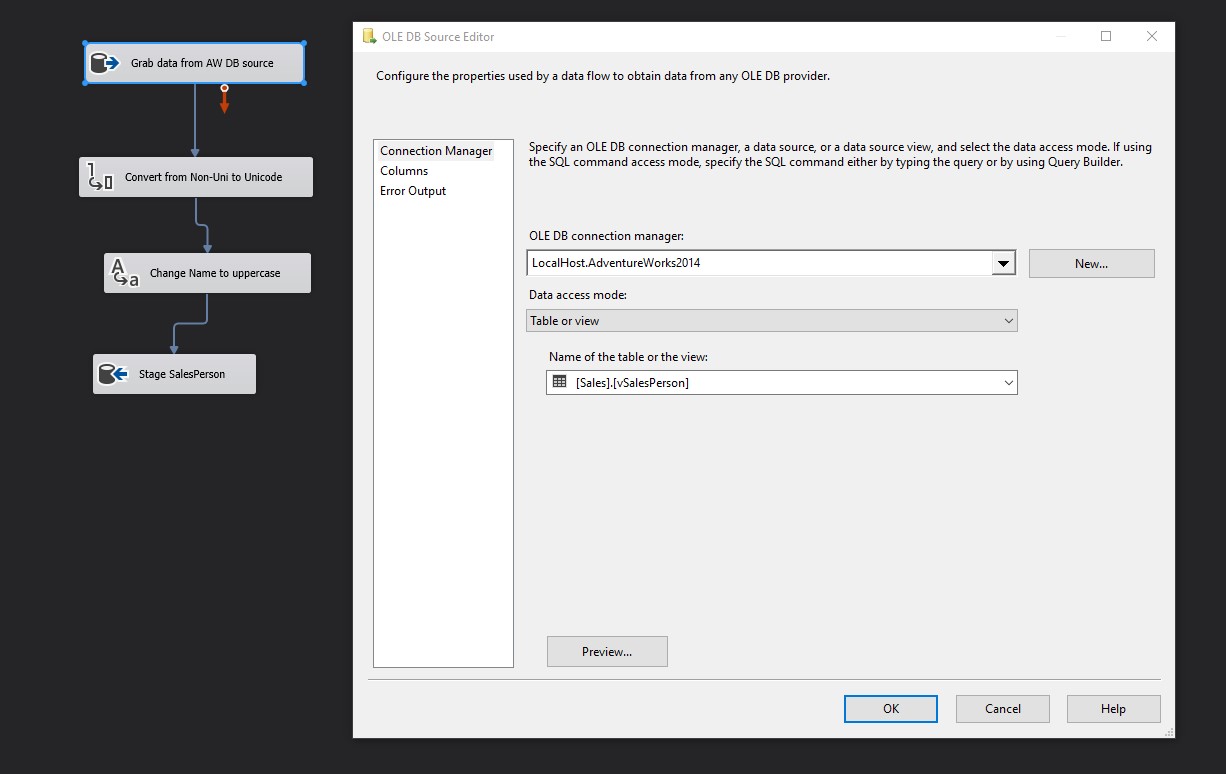 Grab data from AW DB source
Convert from Non-Uni to Unicode
Change Name to uppercase
Stage SalesPerson
OLE DB Source Editor
Configure the properties used by a data flow to obtain data from any OLE DB provider.
Connection Manager
Columns
Error Output
Specify an OLE DB connection manager, a data source, or a data source view, and select the data access mode. If using
the SQL command access mode, specify the SQL command either by typing the query or by using Query Builder.
OLE DB connection manager:
LocalHost.AdventureWorks2014
New...
Data access mode:
Table or view
Name of the table or the view:
[Sales].[vSalesPerson]
Preview...
OK
Cancel
Help